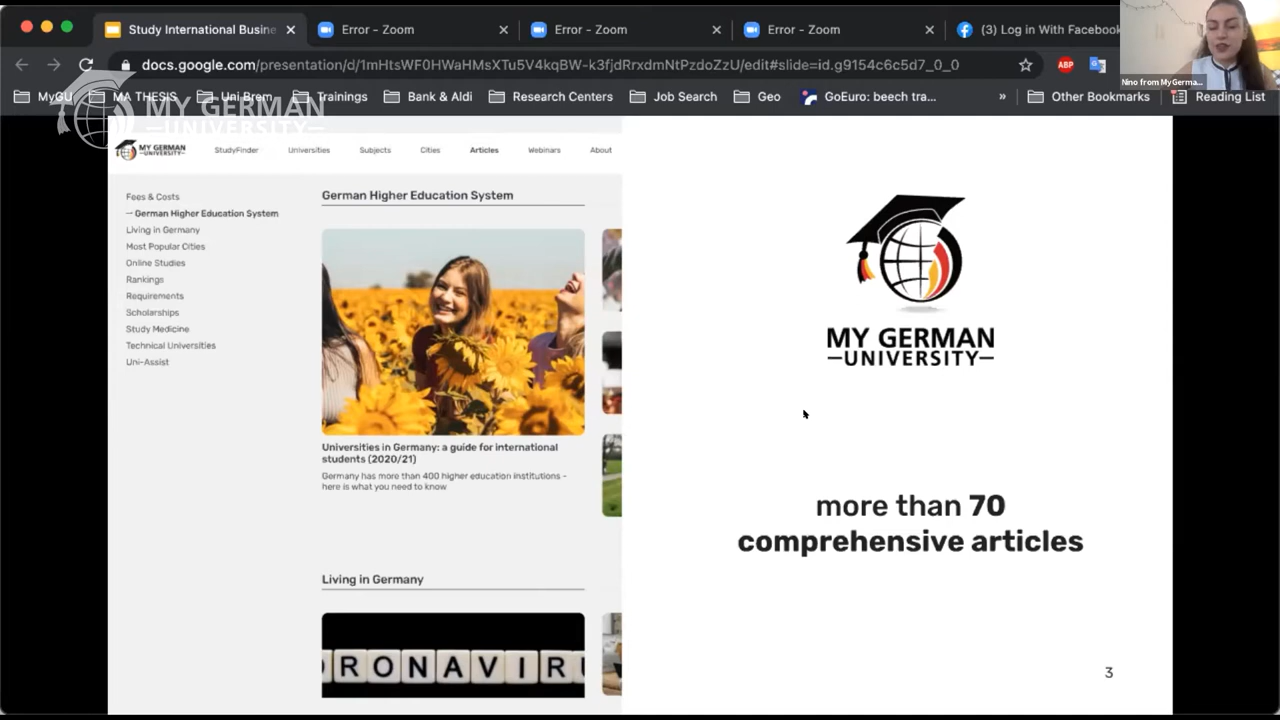 Study International Busine
Error - Zoom
Error - Zoom
Error - Zoom
(3) Log in With Facebook
docs.google.com/presentation/d/1mHtsWF0HWaHMsXTu5V4kqBW-k3fjdRrxdmNtPzdoZzU/edit#slide=id.g9154c6c5d7_0_0
ABP
Nino from MyGerma...
MyGU
MA THESIS
Uni Brem
Trainings
Bank & Aldi
Research Centers
Job Search
Geo
GoEuro: beech tra...
»
Other Bookmarks
Reading List
MY GERMAN
UNIVERSITY
MY GERMAN
UNIVERSITY
StudyFinder
Universities
Subjects
Cities
Articles
Webinars
About
Fees & Costs
— German Higher Education System
Living in Germany
Most Popular Cities
Online Studies
Rankings
Requirements
Scholarships
Study Medicine
Technical Universities
Uni-Assist
German Higher Education System
Universities in Germany: a guide for international
students (2020/21)
Germany has more than 400 higher education institutions -
here is what you need to know
Living in Germany
RONAVIRU
MY GERMAN
UNIVERSITY
more than 70
comprehensive articles
3